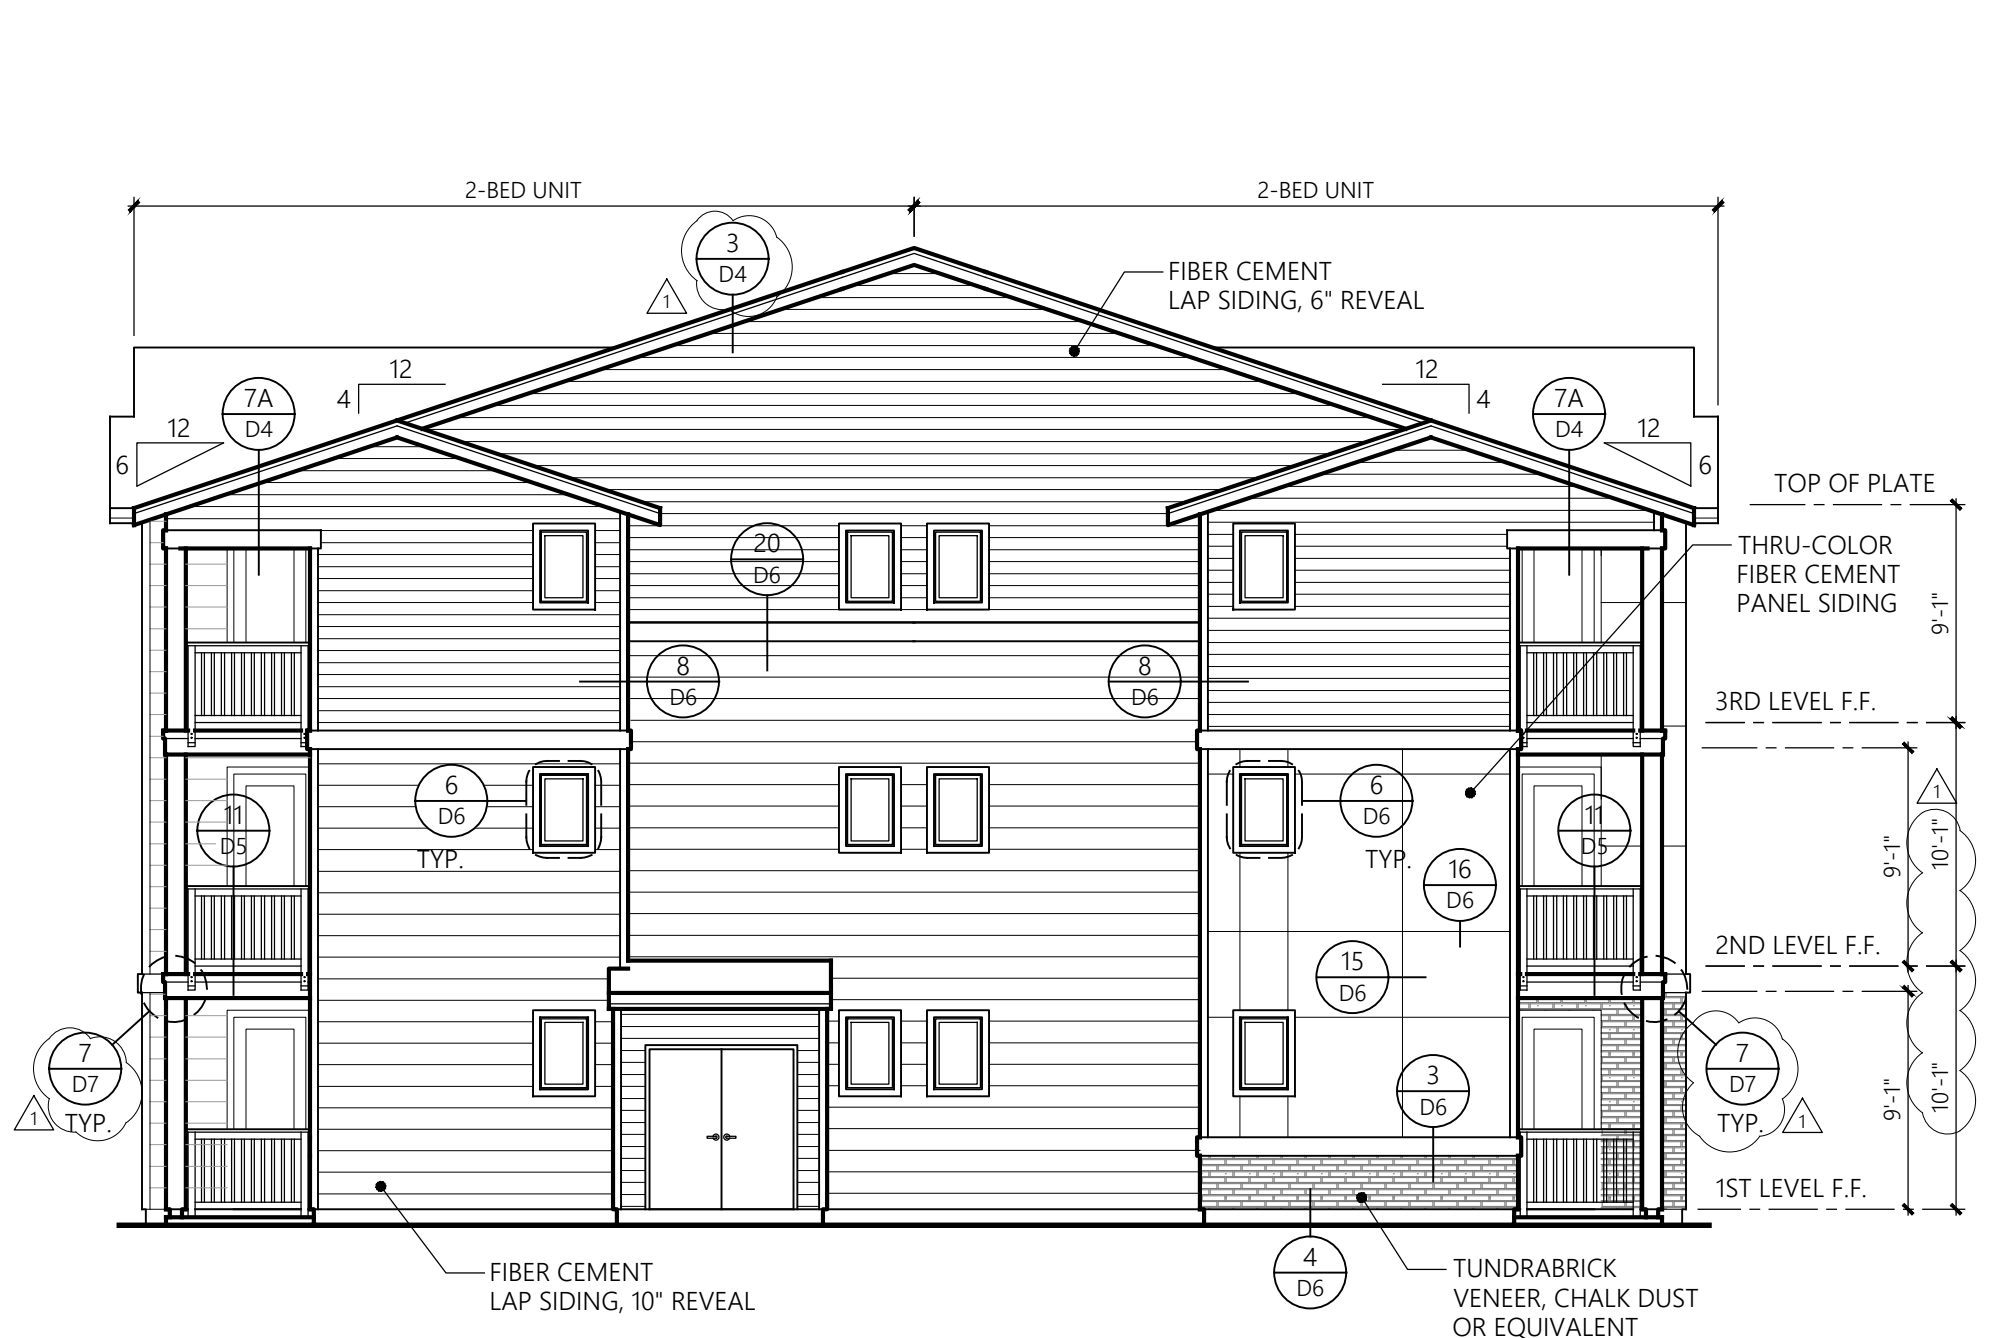 2-BED UNIT
2-BED UNIT
3
D4
1
FIBER CEMENT
LAP SIDING, 6" REVEAL
12
4
12
4
7A
D4
7A
D4
12
6
12
6
TOP OF PLATE
20
D6
THRU-COLOR
FIBER CEMENT
PANEL SIDING
9'-1"
8
D6
8
D6
3RD LEVEL F.F.
6
D6
TYP.
6
D6
TYP.
11
D5
11
D5
1
9'-1"
10'-1"
16
D6
2ND LEVEL F.F.
15
D6
7
D7
TYP.
1
3
D6
7
D7
TYP.
1
9'-1"
10'-1"
1ST LEVEL F.F.
4
D6
FIBER CEMENT
LAP SIDING, 10" REVEAL
TUNDRABRICK
VENEER, CHALK DUST
OR EQUIVALENT